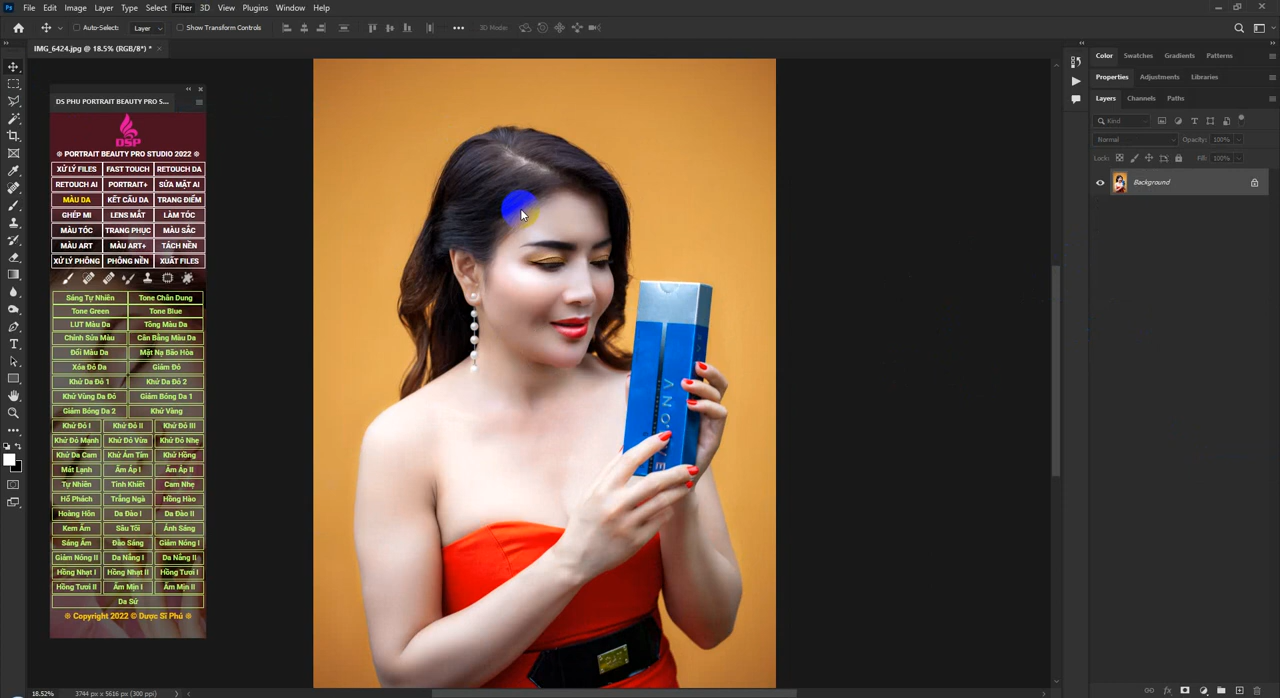 Ps File Edit Image Layer Type Select Filter 3D View Plugins Window Help
Auto-Select: Layer Show Transform Controls 3D Mode:
IMG_6424.jpg @ 18.5% (RGB/8*) *
DS PHU PORTRAIT BEAUTY PRO S...
DSP
PORTRAIT BEAUTY PRO STUDIO 2022
XỬ LÝ FILES FAST TOUCH RETOUCH DA
RETOUCH AI PORTRAIT+ SỬA MẶT AI
MÀU DA KẾT CẤU DA TRANG ĐIỂM
GHÉP MI LENS MẮT LÀM TÓC
MÀU TÓC TRANG PHỤC MÀU SẮC
MÀU ART MÀU ART+ TÁCH NỀN
XỬ LÝ PHÔNG PHÔNG NỀN XUẤT FILES
Sáng Tự Nhiên Tone Chân Dung
Tone Green Tone Blue
LUT Màu Da Tông Màu Da
Chỉnh Sửa Màu Cân Bằng Màu Da
Đổi Màu Da Mặt Nạ Bão Hòa
Xóa Đỏ Da Giảm Đỏ
Khử Da Đỏ 1 Khử Da Đỏ 2
Khử Vùng Da Đỏ Giảm Bóng Da 1
Giảm Bóng Da 2 Khử Vàng
Khử Đỏ I Khử Đỏ II Khử Đỏ III
Khử Đỏ Mạnh Khử Đỏ Vừa Khử Đỏ Nhẹ
Khử Da Cam Khử Ám Tím Khử Hồng
Mát Lạnh Ấm Áp I Ấm Áp II
Tự Nhiên Tinh Khiết Cam Nhẹ
Hổ Phách Trắng Ngà Hồng Hào
Hoàng Hôn Da Đào I Da Đào II
Kem Ấm Sâu Tối Ánh Sáng
Sáng Ấm Đào Sáng Giảm Nóng I
Giảm Nóng II Da Nắng I Da Nắng II
Hồng Nhạt I Hồng Nhạt II Hồng Tươi I
Hồng Tươi II Ấm Mịn I Ấm Mịn II
Da Sứ
Copyright 2022 © Dược Sĩ Phú
18.52% 3744 px x 5616 px (300 ppi)
Color Swatches Gradients Patterns
Properties Adjustments Libraries
Layers Channels Paths
Kind
Normal Opacity: 100%
Lock: Fill: 100%
Background